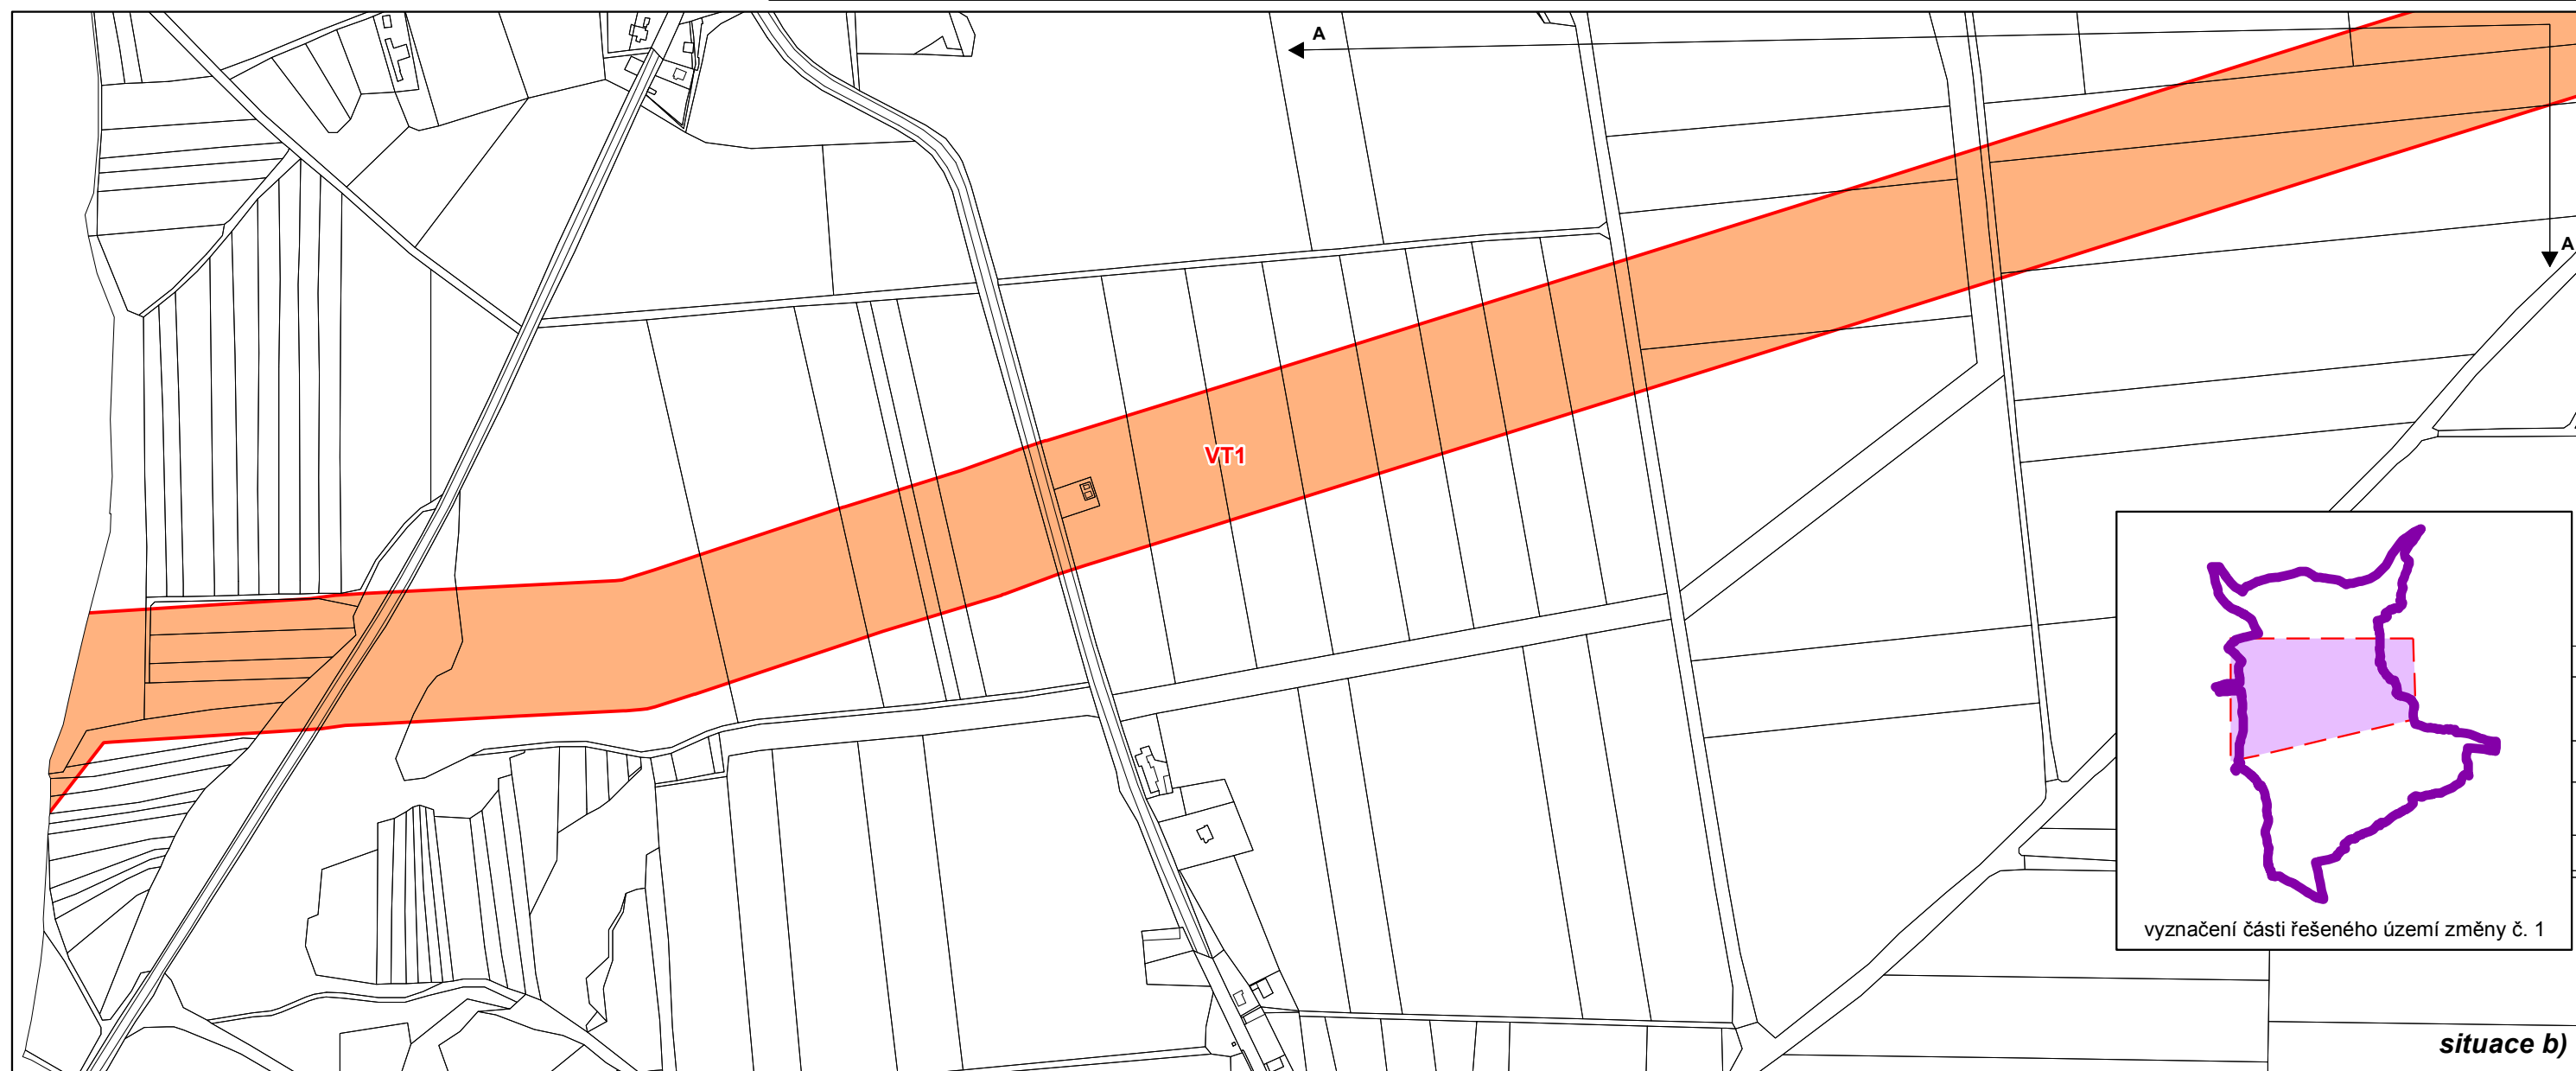 A
A
VT1
vyznačení části řešeného území změny č. 1
situace b)